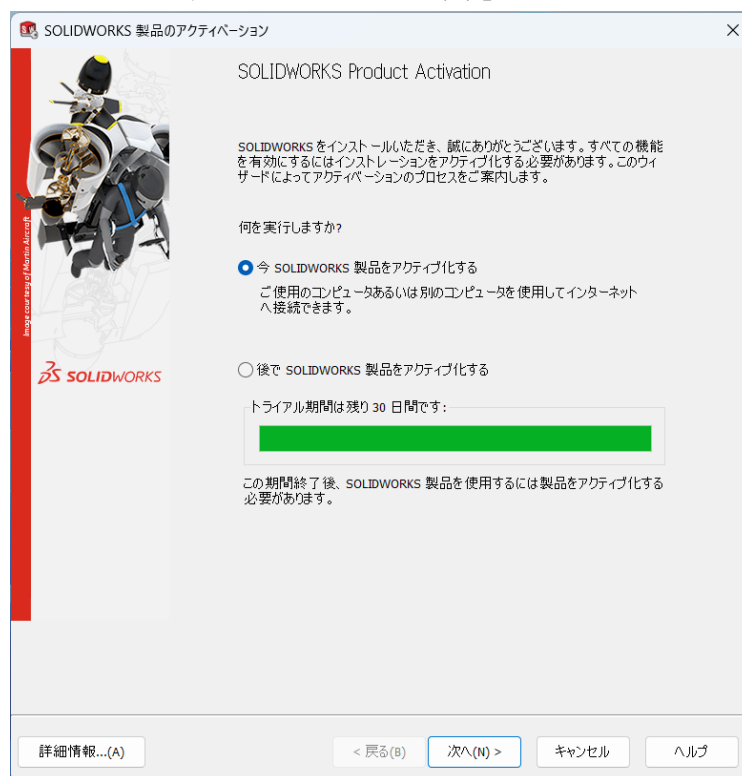 SOLIDWORKS 製品のアクティベーション
SOLIDWORKS Product Activation
SOLIDWORKS をインストールいただき、誠にありがとうございます。すべての機能
を有効にするにはインストレーションをアクティブ化する必要があります。このウィ
ザードによってアクティベーションのプロセスをご案内します。
何を実行しますか?
今 SOLIDWORKS 製品をアクティブ化する
ご使用のコンピュータあるいは別のコンピュータを使用してインターネット
へ接続できます。
後で SOLIDWORKS 製品をアクティブ化する
トライアル期間は残り 30 日間です:
この期間終了後、SOLIDWORKS 製品を使用するには製品をアクティブ化する
必要があります。
Image courtesy of Martin Aircraft
SOLIDWORKS
詳細情報...(A)
< 戻る(B)
次へ(N) >
キャンセル
ヘルプ